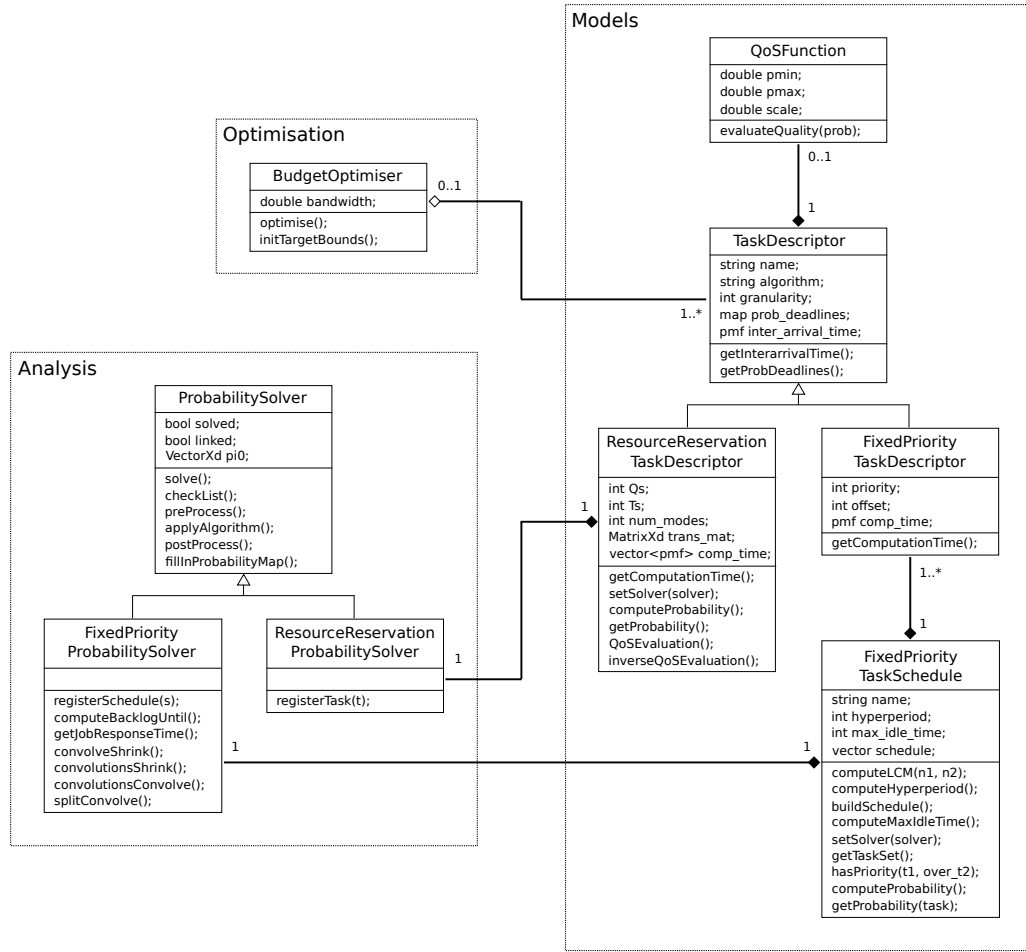 Models
QoSFunction
double pmin;
double pmax;
double scale;
evaluateQuality(prob);
0..1
1
Optimisation
BudgetOptimiser
double bandwidth;
optimise();
initTargetBounds();
0..1
1..*
TaskDescriptor
string name;
string algorithm;
int granularity;
map prob_deadlines;
pmf inter_arrival_time;
getInterarrivalTime();
getProbDeadlines();
Analysis
ProbabilitySolver
bool solved;
bool linked;
VectorXd pi0;
solve();
checkList();
preProcess();
applyAlgorithm();
postProcess();
fillInProbabilityMap();
ResourceReservation
TaskDescriptor
int Qs;
int Ts;
int num_modes;
MatrixXd trans_mat;
vector<pmf> comp_time;
getComputationTime();
setSolver(solver);
computeProbability();
getProbability();
QoSEvaluation();
inverseQoSEvaluation();
1
FixedPriority
TaskDescriptor
int priority;
int offset;
pmf comp_time;
getComputationTime();
1..*
1
FixedPriority
ProbabilitySolver
registerSchedule(s);
computeBacklogUntil();
getJobResponseTime();
convolveShrink();
convolutionsShrink();
convolutionsConvolve();
splitConvolve();
ResourceReservation
ProbabilitySolver
registerTask(t);
1
1
1
FixedPriority
TaskSchedule
string name;
int hyperperiod;
int max_idle_time;
vector schedule;
computeLCM(n1, n2);
computeHyperperiod();
buildSchedule();
computeMaxIdleTime();
setSolver(solver);
getTaskSet();
hasPriority(t1, over_t2);
computeProbability();
getProbability(task);